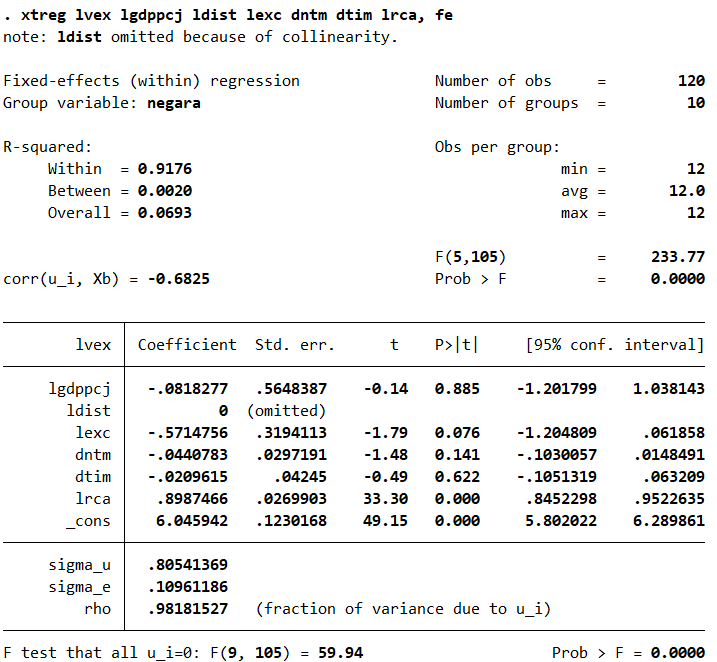 . xtreg lvex lgdppcj ldist lexc dntm dtim lrca, fe
note: ldist omitted because of collinearity.
Fixed-effects (within) regression Number of obs = 120
Group variable: negara Number of groups = 10
R-squared: Obs per group:
Within = 0.9176 min = 12
Between = 0.0020 avg = 12.0
Overall = 0.0693 max = 12
F(5,105) = 233.77
corr(u_i, Xb) = -0.6825 Prob > F = 0.0000
lvex Coefficient Std. err. t P>|t| [95% conf. interval]
lgdppcj -.0818277 .5648387 -0.14 0.885 -1.201799 1.038143
ldist 0 (omitted)
lexc -.5714756 .3194113 -1.79 0.076 -1.204809 .061858
dntm -.0440783 .0297191 -1.48 0.141 -.1030057 .0148491
dtim -.0209615 .04245 -0.49 0.622 -.1051319 .063209
lrca .8987466 .0269903 33.30 0.000 .8452298 .9522635
_cons 6.045942 .1230168 49.15 0.000 5.802022 6.289861
sigma_u .80541369
sigma_e .10961186
rho .98181527 (fraction of variance due to u_i)
F test that all u_i=0: F(9, 105) = 59.94 Prob > F = 0.0000